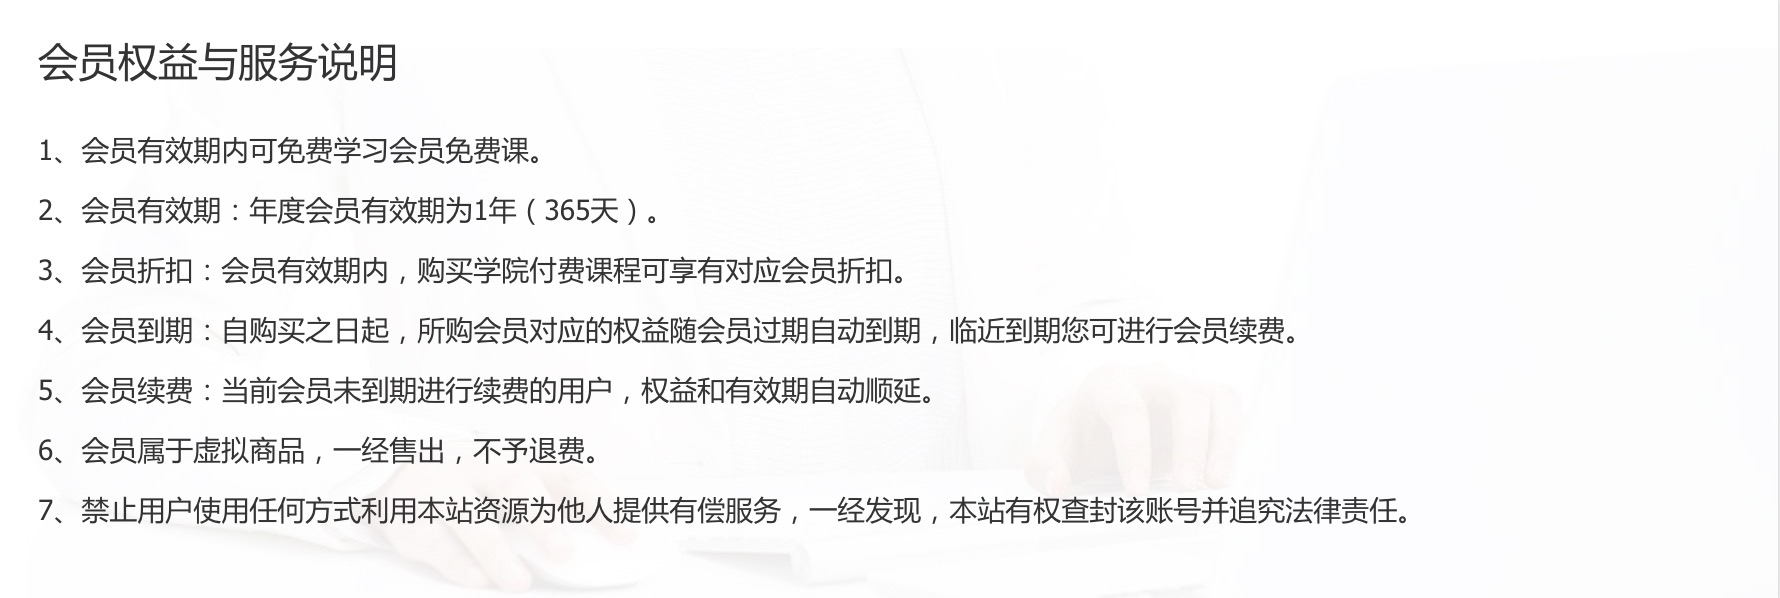 会员权益与服务说明
1、会员有效期内可免费学习会员免费课。
2、会员有效期：年度会员有效期为1年（365天）。
3、会员折扣：会员有效期内，购买学院付费课程可享有对应会员折扣。
4、会员到期：自购买之日起，所购会员对应的权益随会员过期自动到期，临近到期您可进行会员续费。
5、会员续费：当前会员未到期进行续费的用户，权益和有效期自动顺延。
6、会员属于虚拟商品，一经售出，不予退费。
7、禁止用户使用任何方式利用本站资源为他人提供有偿服务，一经发现，本站有权查封该账号并追究法律责任。